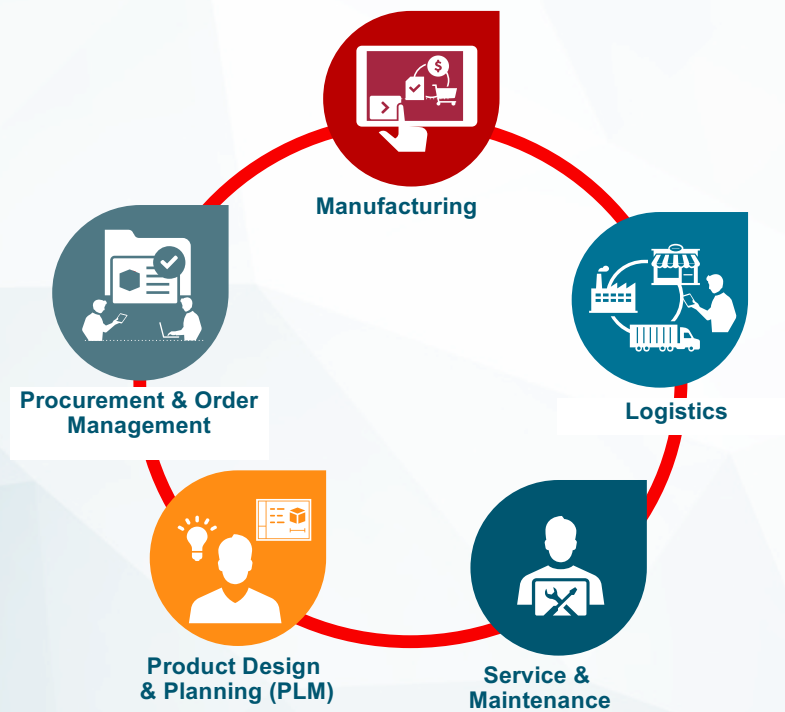 $
Manufacturing
Procurement & Order
Management
Logistics
Product Design
& Planning (PLM)
Service &
Maintenance